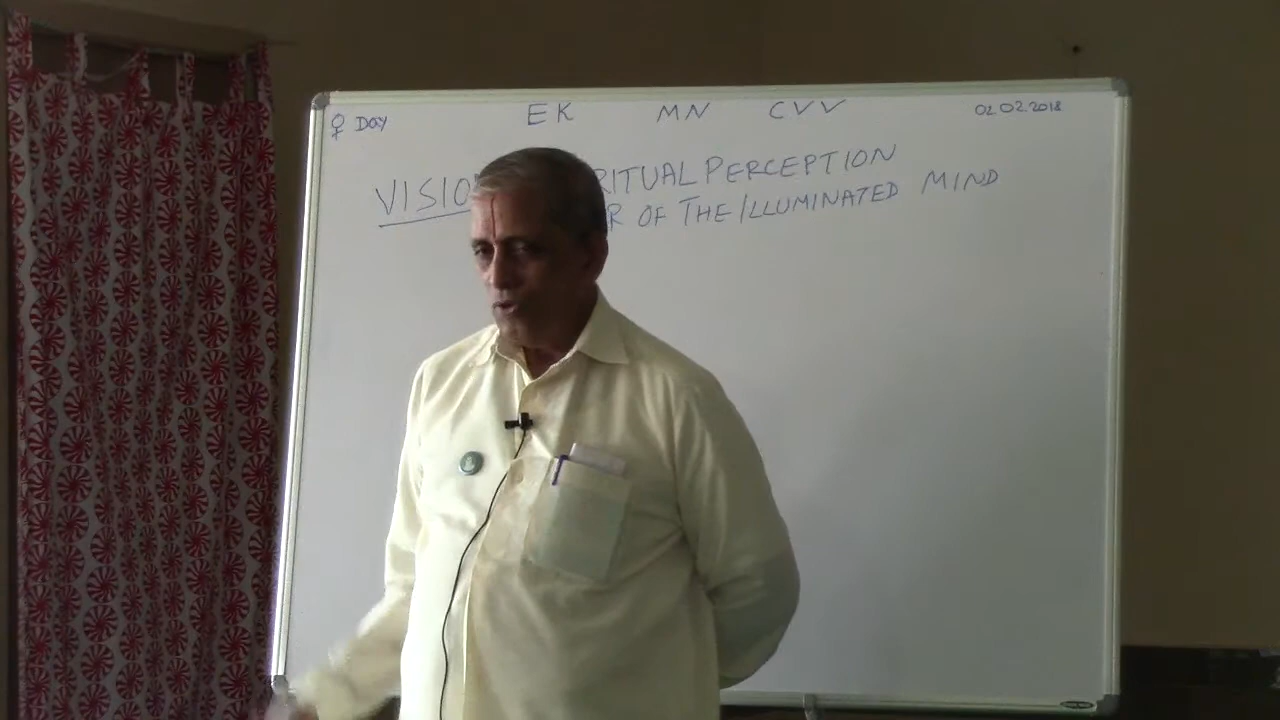 ♀ DAY EK MN CVV 02.02.2018
VISIO RITUAL PERCEPTION
R OF THE ILLUMINATED MIND